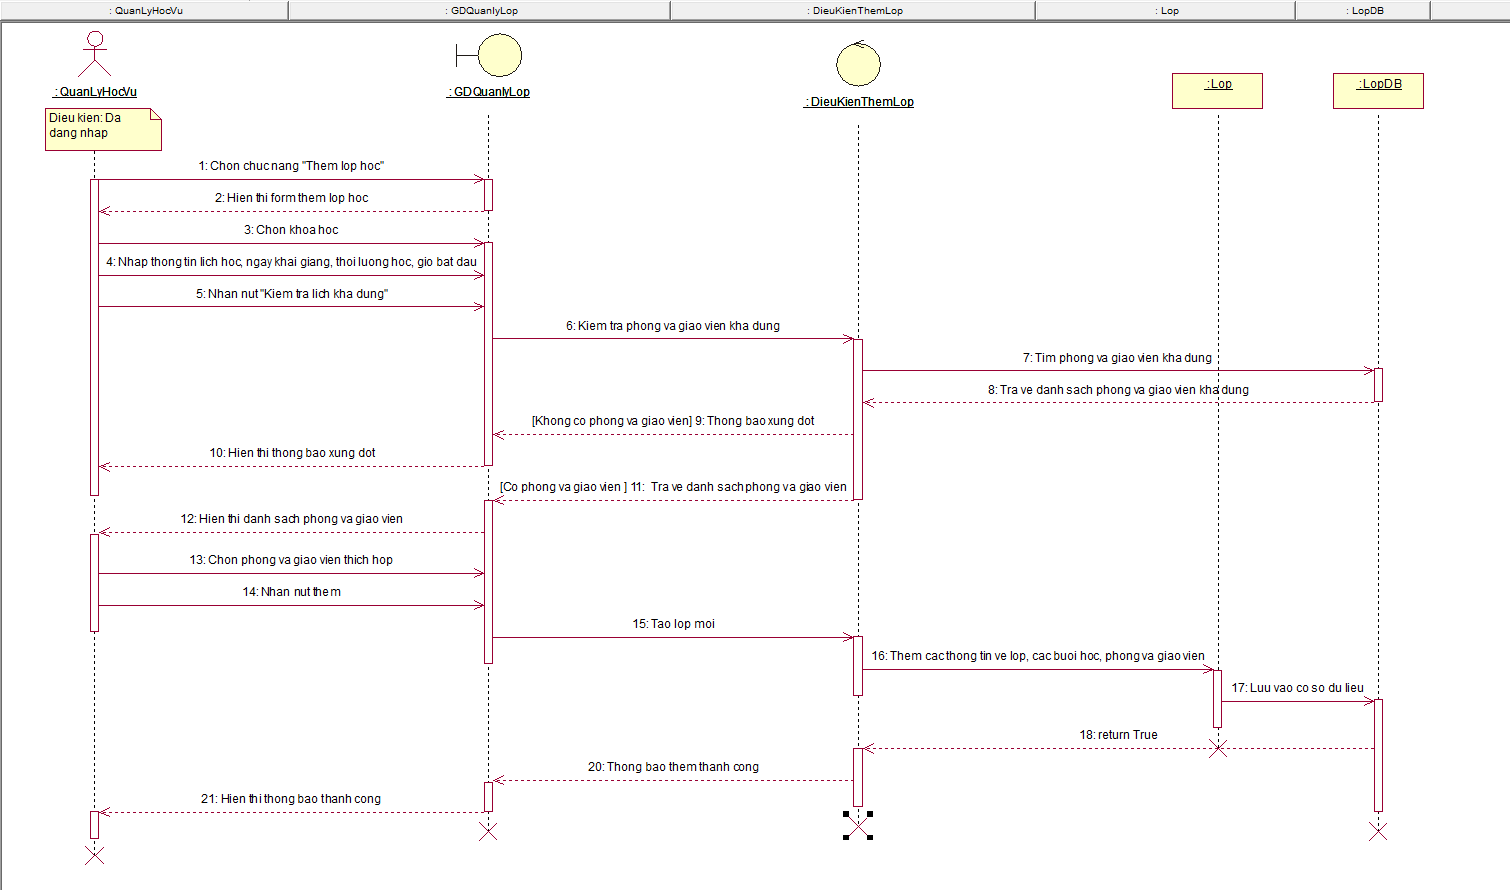 : QuanLyHocVu
: GDQuanlyLop
: DieuKienThemLop
: Lop
: LopDB
: QuanLyHocVu
: GDQuanlyLop
: DieuKienThemLop
:Lop
:LopDB
Dieu kien: Da
dang nhap
1: Chon chuc nang "Them lop hoc"
2: Hien thi form them lop hoc
3: Chon khoa hoc
4: Nhap thong tin lich hoc, ngay khai giang, thoi luong hoc, gio bat dau
5: Nhan nut "Kiem tra lich kha dung"
6: Kiem tra phong va giao vien kha dung
7: Tim phong va giao vien kha dung
8: Tra ve danh sach phong va giao vien kha dung
[Khong co phong va giao vien] 9: Thong bao xung dot
10: Hien thi thong bao xung dot
[Co phong va giao vien ] 11: Tra ve danh sach phong va giao vien
12: Hien thi danh sach phong va giao vien
13: Chon phong va giao vien thich hop
14: Nhan nut them
15: Tao lop moi
16: Them cac thong tin ve lop, cac buoi hoc, phong va giao vien
17: Luu vao co so du lieu
18: return True
20: Thong bao them thanh cong
21: Hien thi thong bao thanh cong